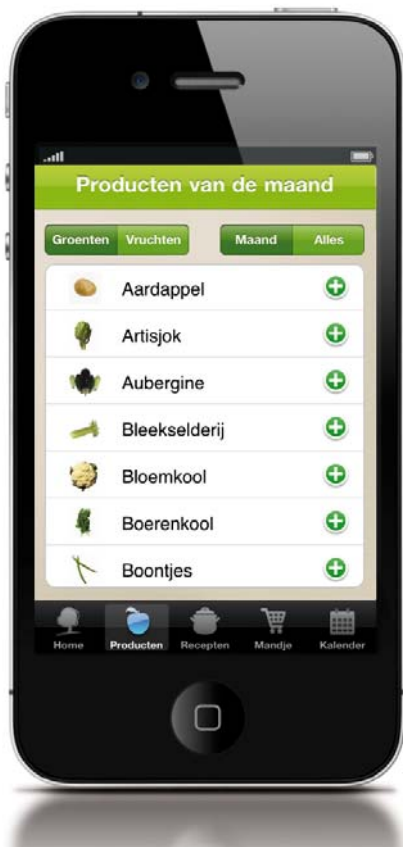 Producten van de maand
Groenten Vruchten Maand Alles
Aardappel
Artisjok
Aubergine
Bleekselderij
Bloemkool
Boerenkool
Boontjes
Home Producten Recepten Mandje Kalender